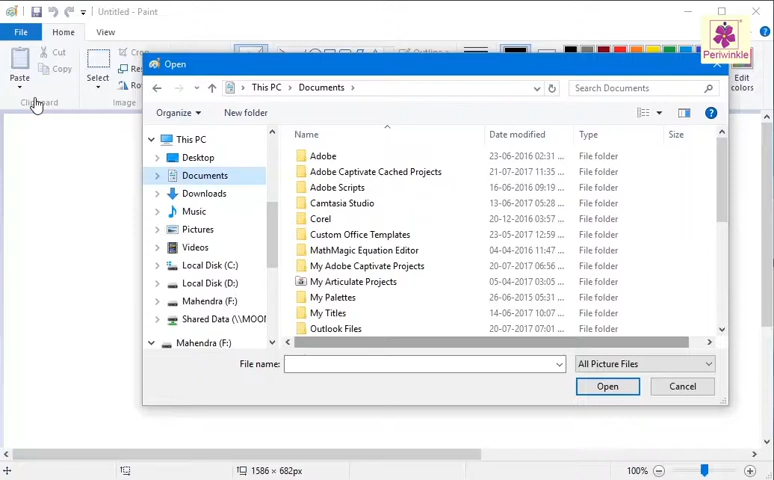 Untitled - Paint
File Home View
Periwinkle
Paste
Cut
Copy
Clipboard
Select
Crop
Image
Outline
Edit
colors
Open
This PC > Documents >
Search Documents
Organize
New folder
This PC
Desktop
Documents
Downloads
Music
Pictures
Videos
Local Disk (C:)
Local Disk (D:)
Mahendra (F:)
Shared Data (\\MOON
Mahendra (F:)
Name Date modified Type Size
Adobe 23-06-2016 02:31 ... File folder
Adobe Captivate Cached Projects 21-07-2017 11:35 ... File folder
Adobe Scripts 16-06-2016 09:19 ... File folder
Camtasia Studio 13-06-2017 05:28 ... File folder
Corel 20-12-2016 03:57 ... File folder
Custom Office Templates 23-05-2017 12:59 ... File folder
MathMagic Equation Editor 04-04-2016 11:47 ... File folder
My Adobe Captivate Projects 20-07-2017 06:56 ... File folder
My Articulate Projects 05-04-2017 03:05 ... File folder
My Palettes 26-06-2015 05:31 ... File folder
My Titles 14-06-2017 10:07 ... File folder
Outlook Files 20-07-2017 07:01 ... File folder
File name:
All Picture Files
Open Cancel
1586 × 682px
100%